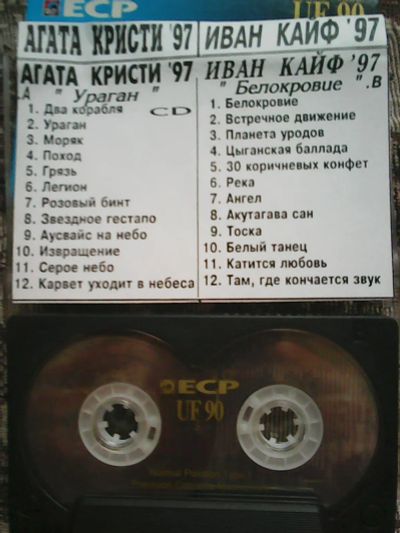 ECP UF 90
АГАТА КРИСТИ '97
ИВАН КАЙФ '97
АГАТА КРИСТИ '97
.A " Ураган "
CD
1. Два корабля
2. Ураган
3. Моряк
4. Поход
5. Грязь
6. Легион
7. Розовый бинт
8. Звездное гестапо
9. Аусвайс на небо
10. Извращение
11. Серое небо
12. Карвет уходит в небеса
ИВАН КАЙФ '97
" Белокровие " .B
1. Белокровие
2. Встречное движение
3. Планета уродов
4. Цыганская баллада
5. 30 коричневых конфет
6. Река
7. Ангел
8. Акутагава сан
9. Тоска
10. Белый танец
11. Катится любовь
12. Там, где кончается звук
ECP
UF 90
Normal Position Type I